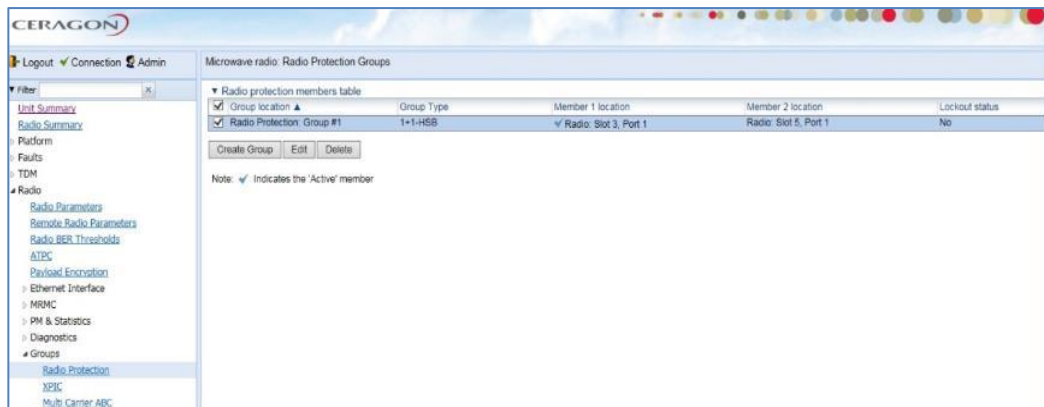 CERAGON
Logout Connection Admin
Microwave radio: Radio Protection Groups
Filter
Unit Summary
Radio Summary
Platform
Faults
TDM
Radio
Radio Parameters
Remote Radio Parameters
Radio BER Thresholds
ATPC
Payload Encryption
Ethernet Interface
MRMC
PM & Statistics
Diagnostics
Groups
Radio Protection
XPIC
Multi Carrier ABC
Radio protection members table
Group location ▲ Group Type Member 1 location Member 2 location Lockout status
Radio Protection: Group #1 1+1-HSB Radio: Slot 3, Port 1 Radio: Slot 5, Port 1 No
Create Group Edit Delete
Note: Indicates the 'Active' member